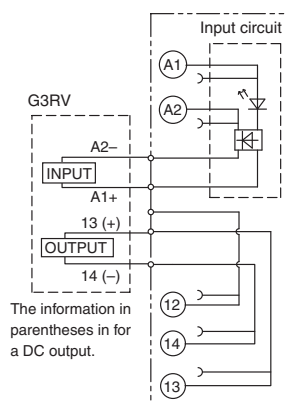 Input circuit
A1
A2
G3RV
A2–
INPUT
A1+
13 (+)
OUTPUT
14 (–)
The information in
parentheses in for
a DC output.
12
14
13